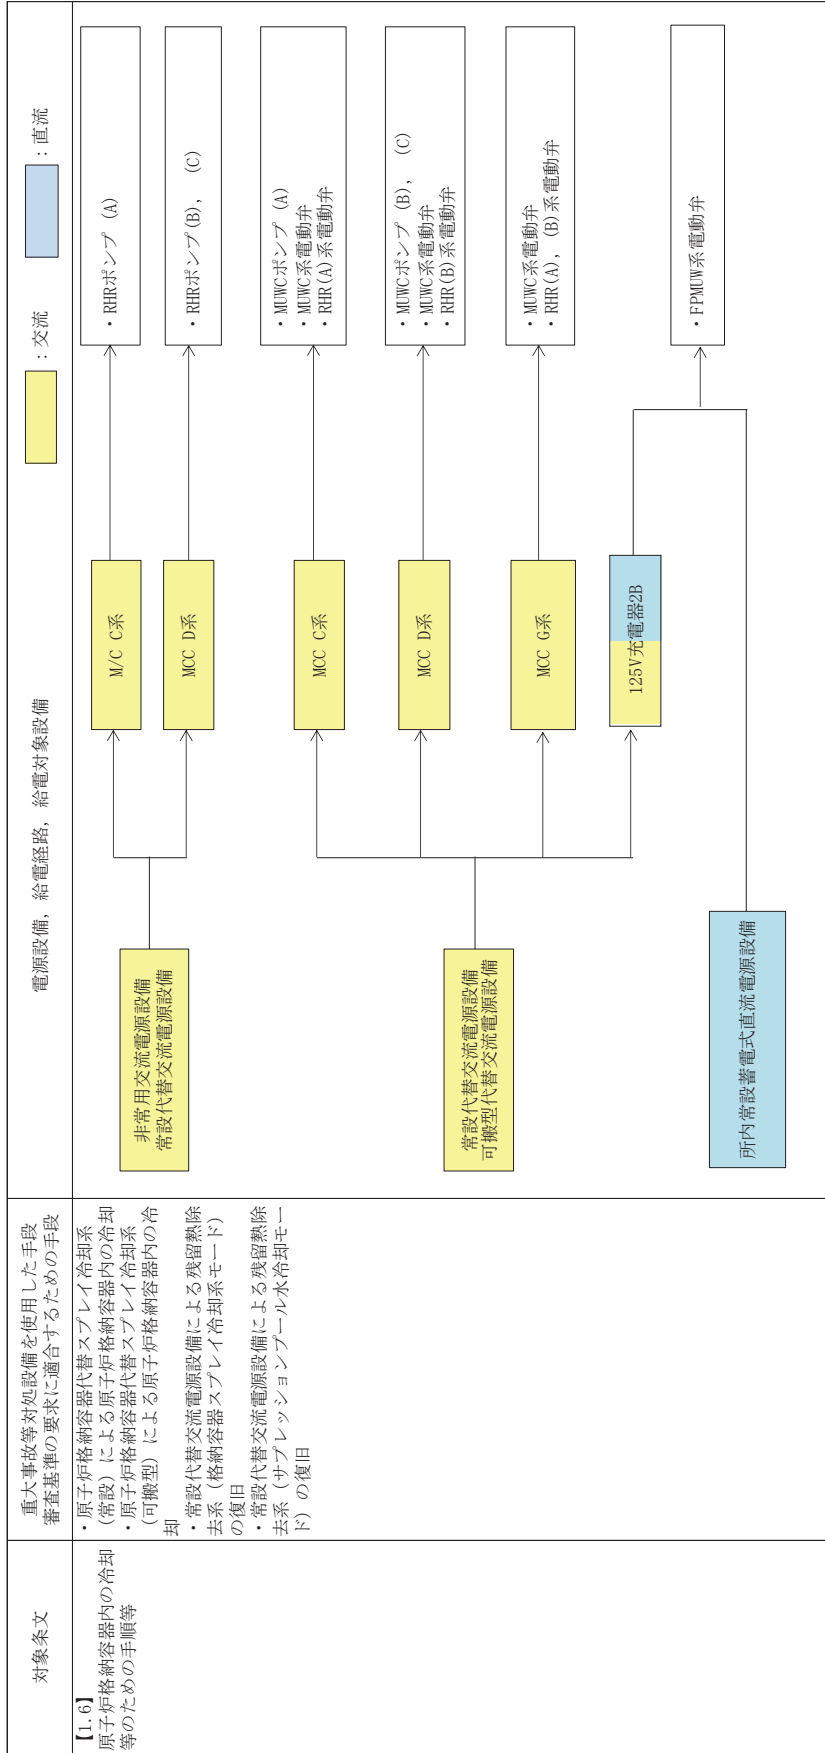 対象条文
重大事故等対処設備を使用した手段
審査基準の要求に適合するための手段
電源設備，給電経路，給電対象設備
：交流
：直流
【1.6】
原子炉格納容器内の冷却
等のための手順等
・原子炉格納容器代替スプレイ冷却系
（常設）による原子炉格納容器内の冷却
・原子炉格納容器代替スプレイ冷却系
（可搬型）による原子炉格納容器内の冷
却
・常設代替交流電源設備による残留熱除
去系（格納容器スプレイ冷却系モード）
の復旧
・常設代替交流電源設備による残留熱除
去系（サプレッションプール水冷却モー
ド）の復旧
非常用交流電源設備
常設代替交流電源設備
M/C C系
・RHRポンプ(A)
MCC D系
・RHRポンプ(B)， (C)
常設代替交流電源設備
可搬型代替交流電源設備
MCC C系
・MUWCポンプ (A)
・MUWC系電動弁
・RHR(A)系電動弁
MCC D系
・MUWCポンプ (B)， (C)
・MUWC系電動弁
・RHR(B)系電動弁
MCC G系
・MUWC系電動弁
・RHR(A)，(B)系電動弁
125V充電器2B
・FPMUW系電動弁
所内常設蓄電式直流電源設備